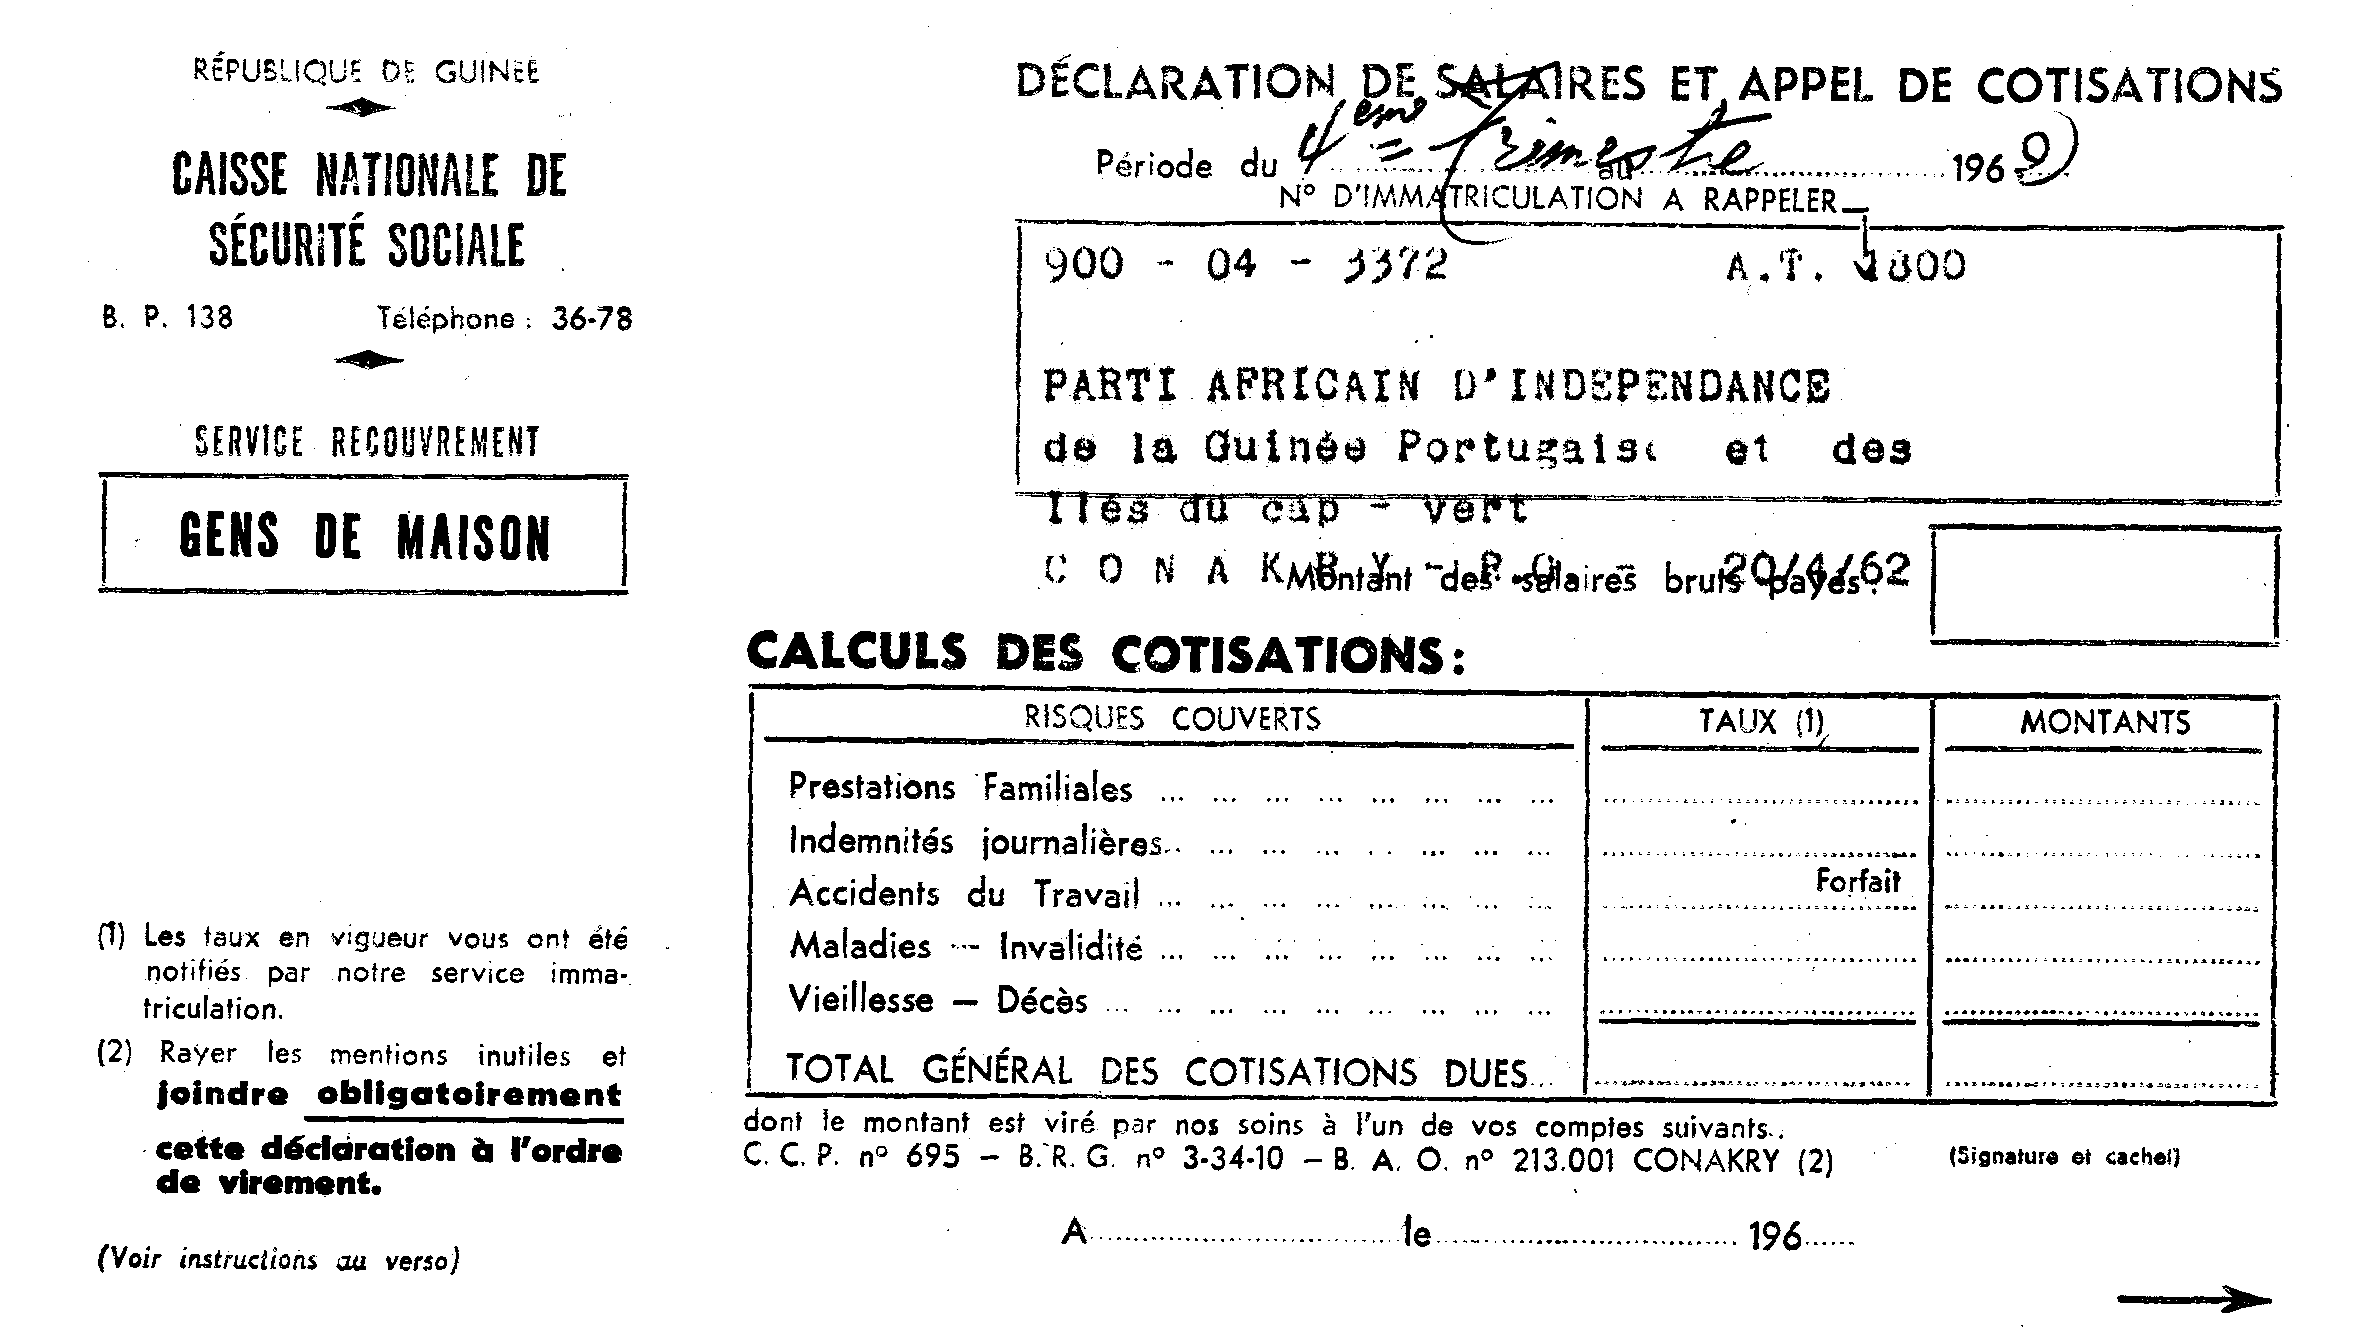 RÉPUBLIQUE DE GUINÉE
CAISSE NATIONALE DE
SÉCURITÉ SOCIALE
B. P. 138 Téléphone : 36-78
SERVICE RECOUVREMENT
GENS DE MAISON
DÉCLARATION DE SALAIRES ET APPEL DE COTISATIONS
Période du 4eme trimestre au 196
N° D'IMMATRICULATION A RAPPELER
900 - 04 - 3372 A.T. 1800
PARTI AFRICAIN D'INDEPENDANCE
de la Guinée Portugaise et des
Iles du cap - vert
C O N A K R Y - 20/4/62
Montant des salaires bruts payés:
CALCULS DES COTISATIONS:
RISQUES COUVERTS TAUX (1) MONTANTS
Prestations Familiales
Indemnités journalières
Accidents du Travail Forfait
Maladies — Invalidité
Vieillesse — Décès
TOTAL GÉNÉRAL DES COTISATIONS DUES
dont le montant est viré par nos soins à l'un de vos comptes suivants.
C. C. P. n° 695 — B. R. G. n° 3-34-10 — B. A. O. n° 213.001 CONAKRY (2) (Signature et cachet)
A le 196
(1) Les taux en vigueur vous ont été
notifiés par notre service imma-
triculation.
(2) Rayer les mentions inutiles et
joindre obligatoirement
cette déclaration à l'ordre
de virement.
(Voir instructions au verso)